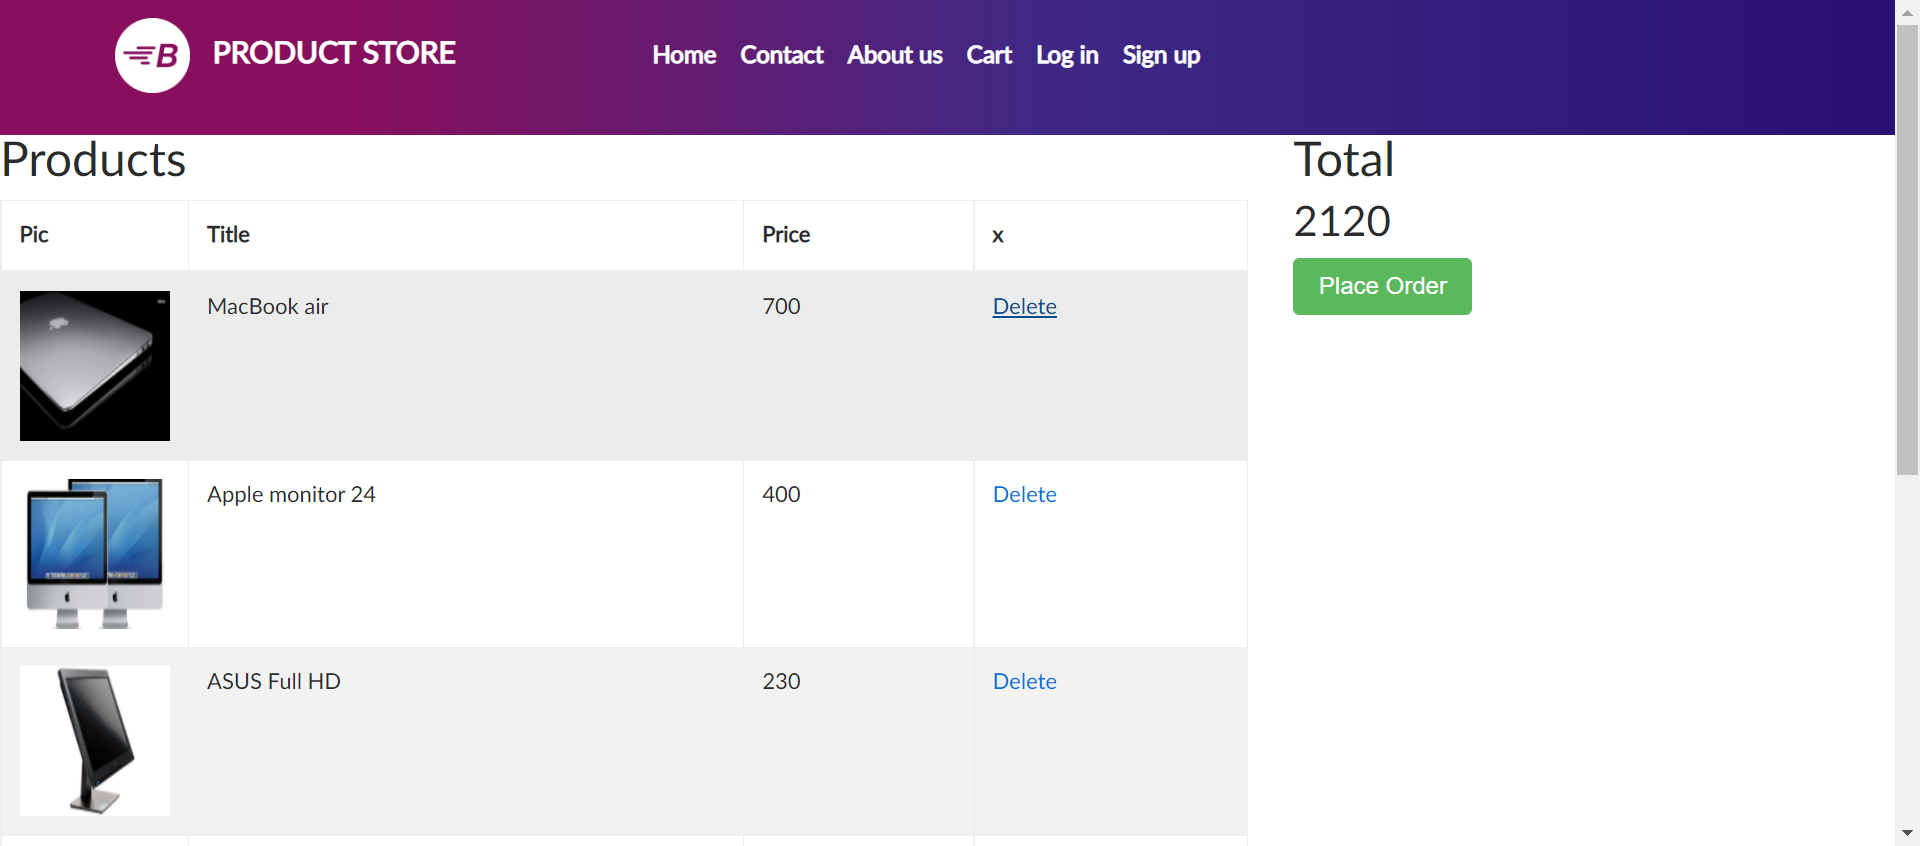 B PRODUCT STORE Home Contact About us Cart Log in Sign up
Products
Total
Pic Title Price x
2120
Place Order
MacBook air 700 Delete
Apple monitor 24 400 Delete
ASUS Full HD 230 Delete